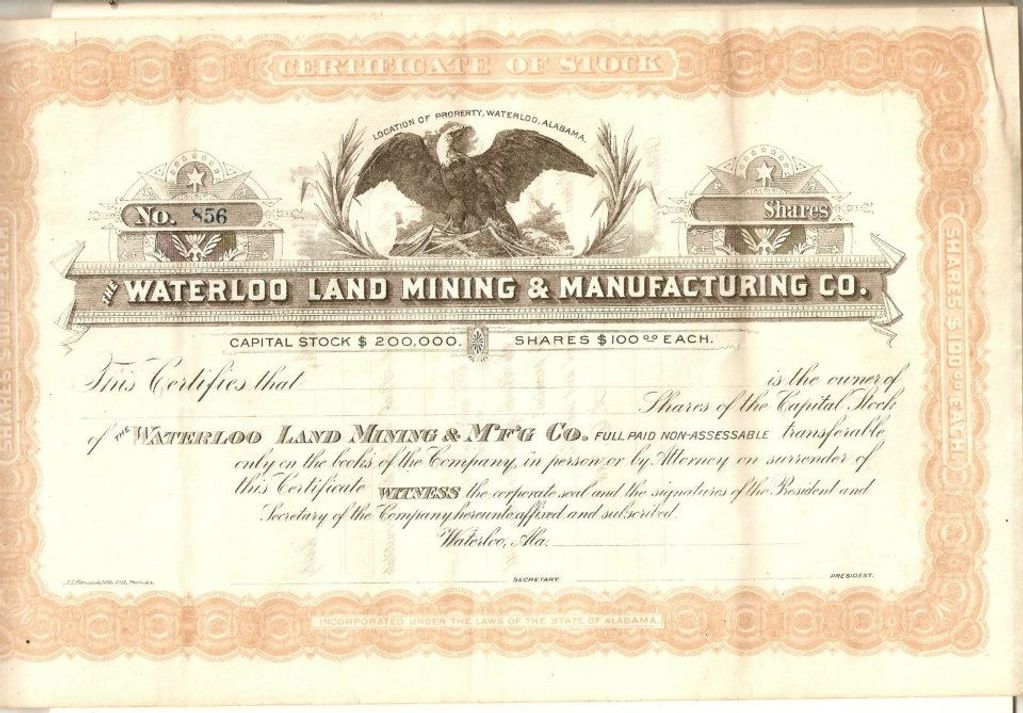 CERTIFICATE OF STOCK
LOCATION OF PROPERTY, WATERLOO, ALABAMA.
No. 856
Shares
THE WATERLOO LAND MINING & MANUFACTURING CO.
CAPITAL STOCK $ 200,000. SHARES $100 00 EACH.
This Certifies that is the owner of
Shares of the Capital Stock
of THE WATERLOO LAND MINING & M'F'G CO. FULL PAID NON-ASSESSABLE transferable
only on the books of the Company, in person or by Attorney on surrender of
this Certificate WITNESS the corporate seal and the signatures of the President and
Secretary of the Company hereunto affixed and subscribed.
Waterloo, Ala.
SECRETARY. PRESIDENT.
INCORPORATED UNDER THE LAWS OF THE STATE OF ALABAMA.
SHARES $100 00 EACH
SHARES $100 00 EACH